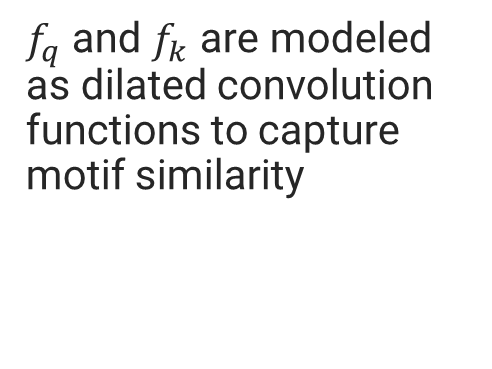 f_q and f_k are modeled
as dilated convolution
functions to capture
motif similarity